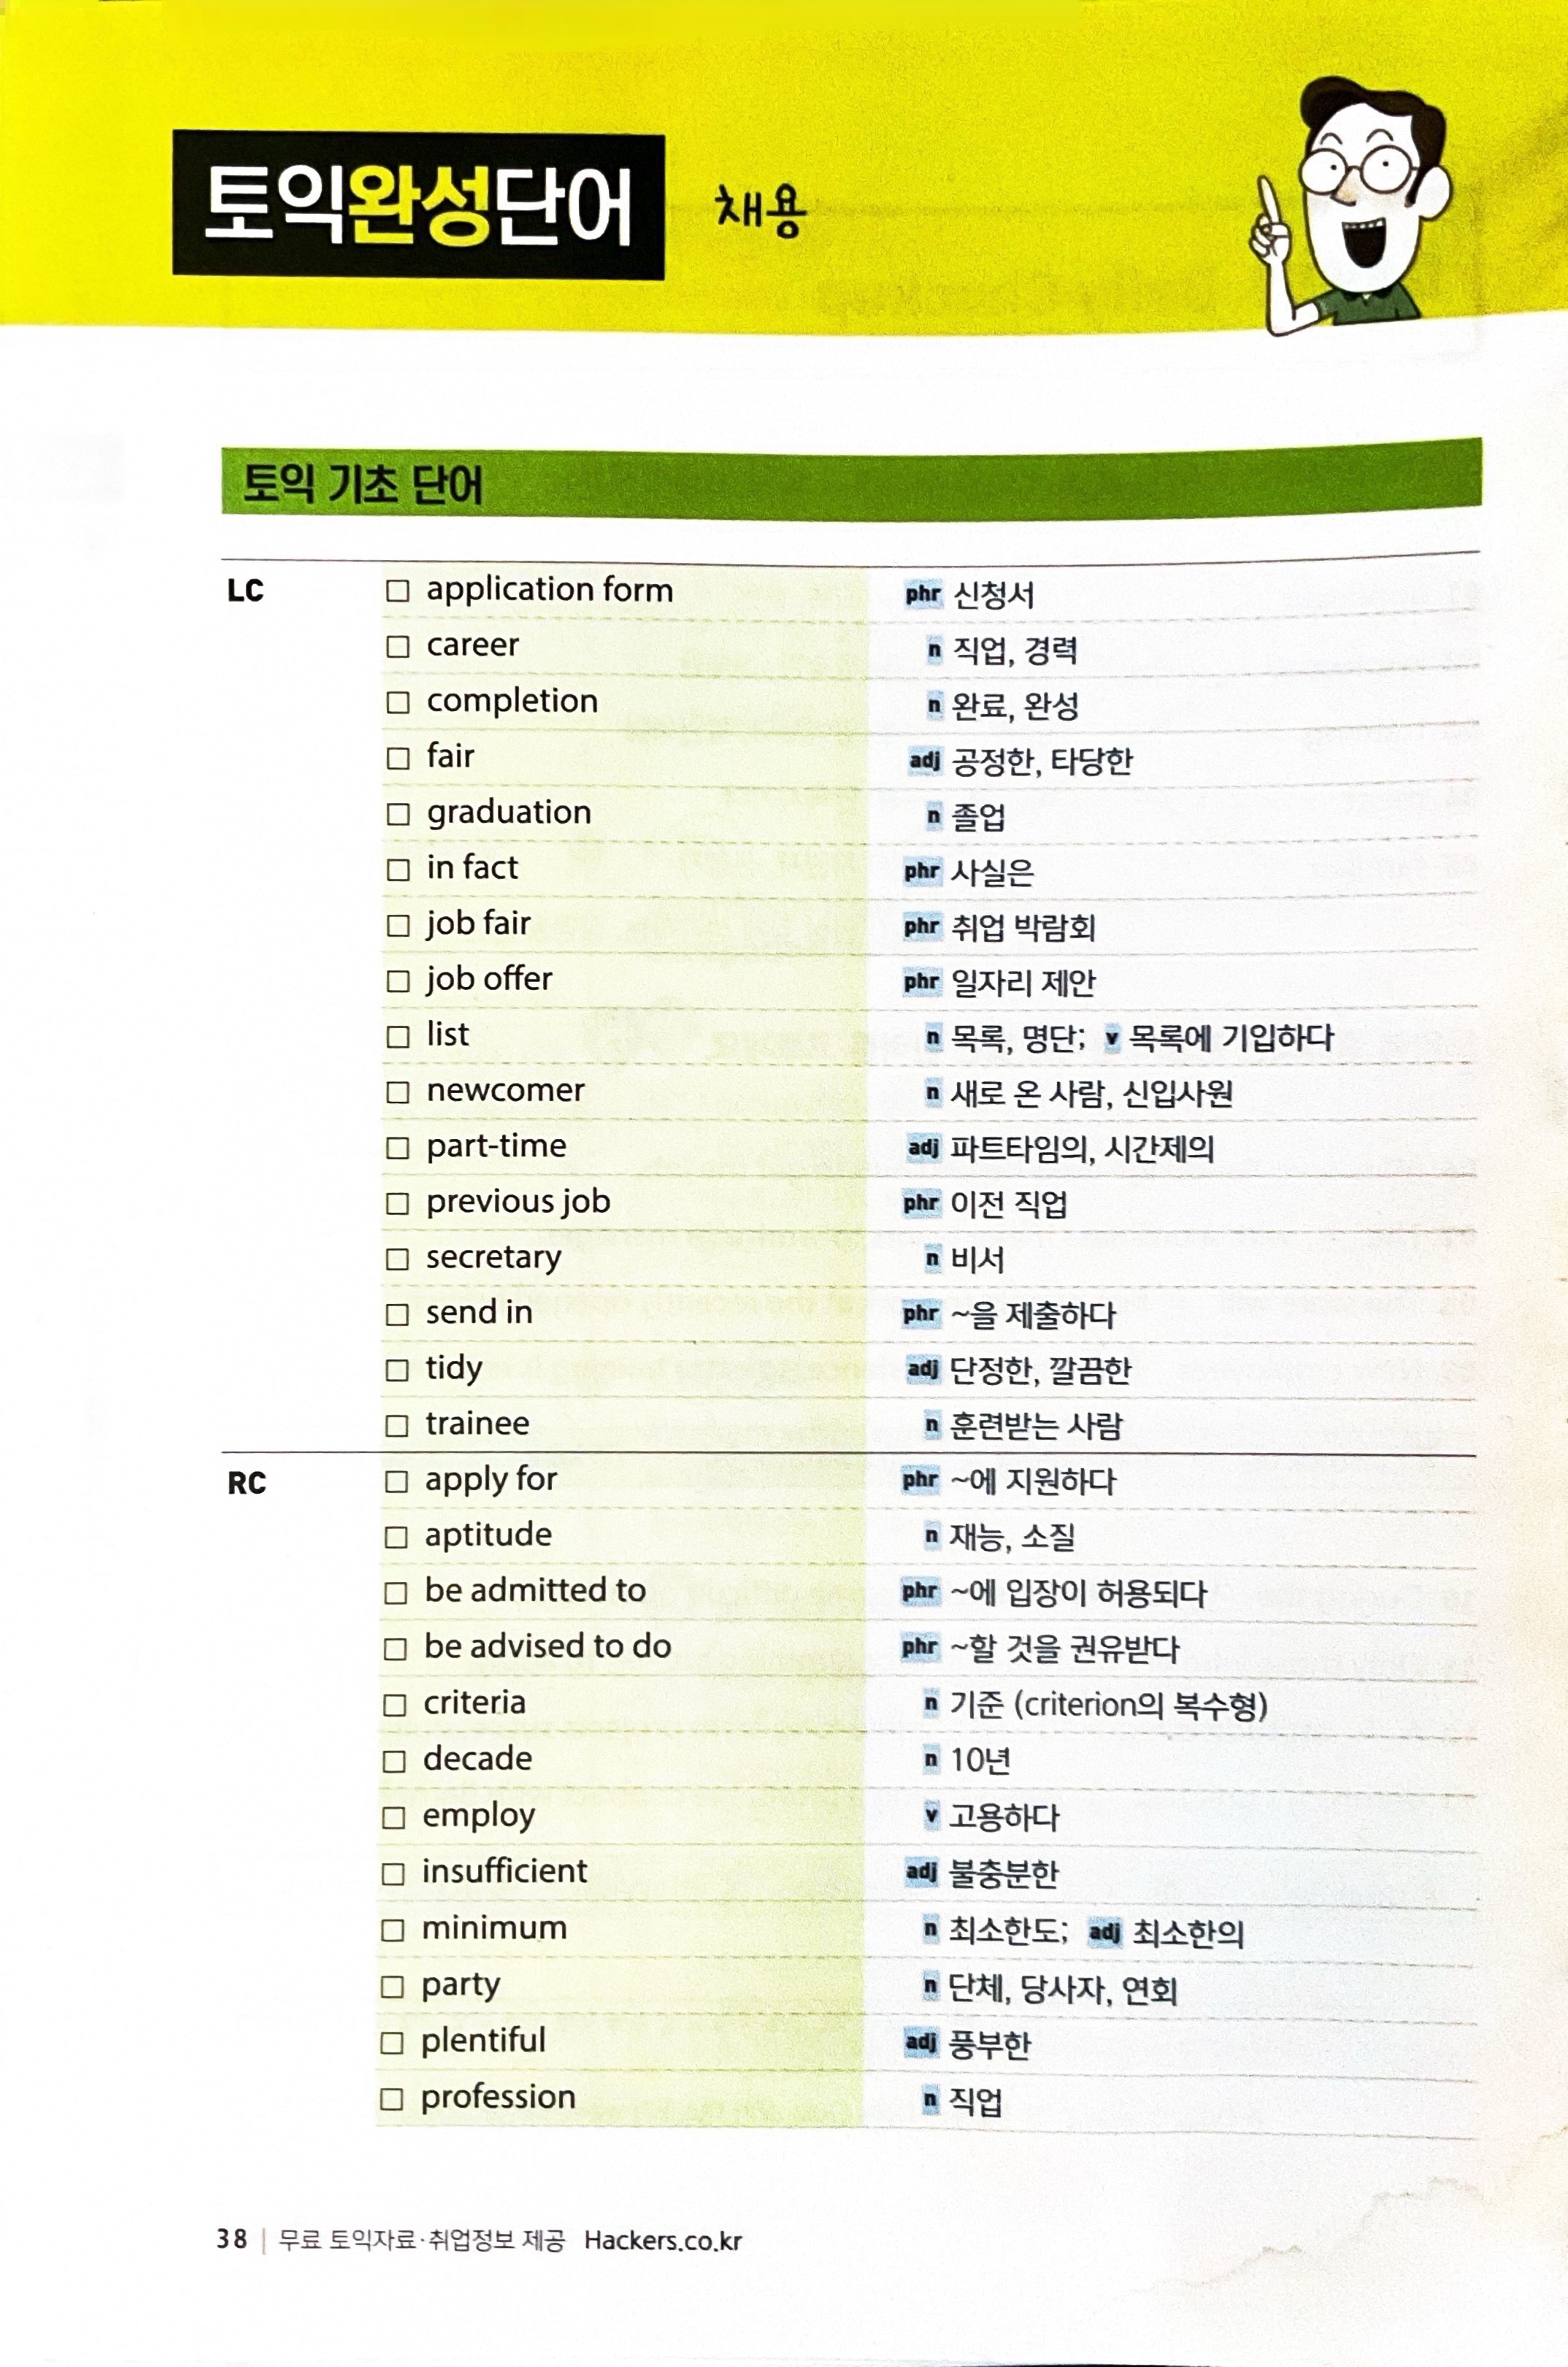 토익완성단어 채용
토익 기초 단어
LC
□ application form phr 신청서
□ career n 직업, 경력
□ completion n 완료, 완성
□ fair adj 공정한, 타당한
□ graduation n 졸업
□ in fact phr 사실은
□ job fair phr 취업 박람회
□ job offer phr 일자리 제안
□ list n 목록, 명단; v 목록에 기입하다
□ newcomer n 새로 온 사람, 신입사원
□ part-time adj 파트타임의, 시간제의
□ previous job phr 이전 직업
□ secretary n 비서
□ send in phr ~을 제출하다
□ tidy adj 단정한, 깔끔한
□ trainee n 훈련받는 사람
RC
□ apply for phr ~에 지원하다
□ aptitude n 재능, 소질
□ be admitted to phr ~에 입장이 허용되다
□ be advised to do phr ~할 것을 권유받다
□ criteria n 기준 (criterion의 복수형)
□ decade n 10년
□ employ v 고용하다
□ insufficient adj 불충분한
□ minimum n 최소한도; adj 최소한의
□ party n 단체, 당사자, 연회
□ plentiful adj 풍부한
□ profession n 직업
38 | 무료 토익자료·취업정보 제공 Hackers.co.kr